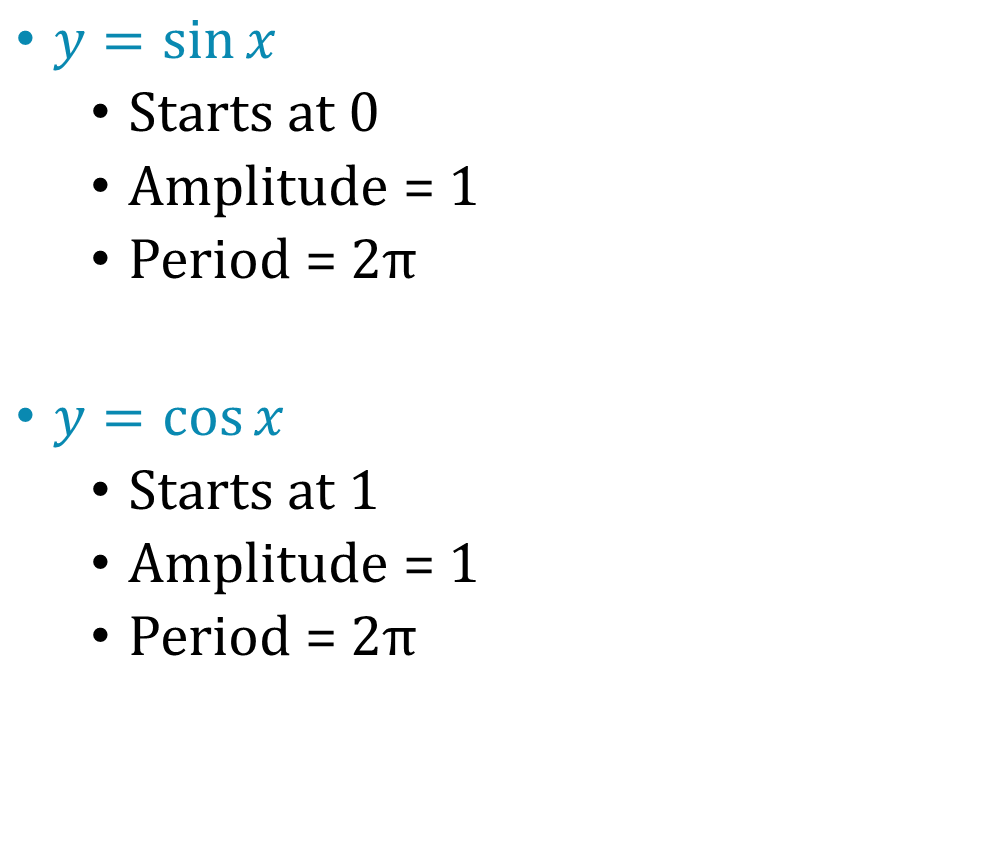 • y = sin x
• Starts at 0
• Amplitude = 1
• Period = 2π
• y = cos x
• Starts at 1
• Amplitude = 1
• Period = 2π